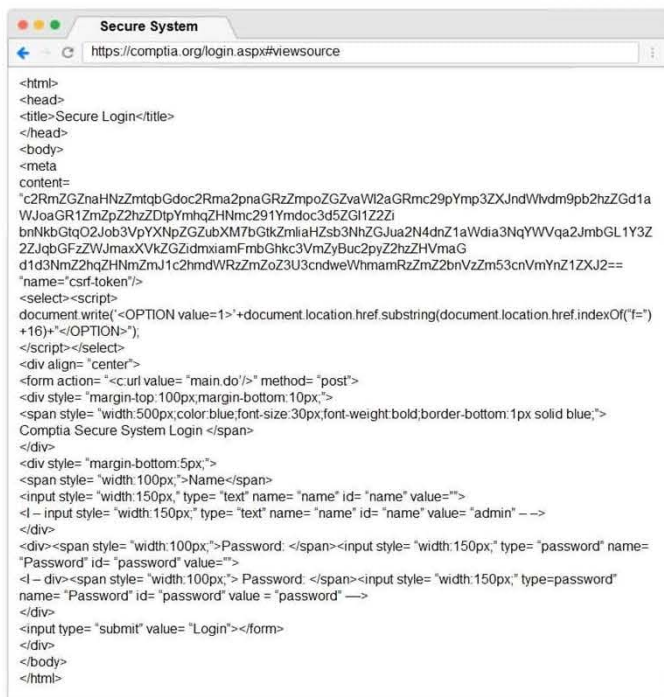 Secure System
https://comptia.org/login.aspx#viewsource
<html>
<head>
<title>Secure Login</title>
</head>
<body>
<meta
content=
"c2RmZGZnaHNzZmtqbGdoc2Rma2pnaGRzZmpoZGZvaWl2aGRmc29pYmp3ZXJndWlvdm9pb2hzZGd1a
WJoaGR1ZmZpZ2hzZDtpYmhqZHNmc291Ymdoc3d5ZGl1Z2Zi
bnNkbGtqO2Job3VpYXNpZGZubXM7bGtkZmliaHZsb3NhZGJua2N4dnZ1aWdia3NqYWVqa2JmbGL1Y3Z
2ZJqbGFzZWJmaxXVkZGZidmxiamFmbGhkc3VmZyBuc2pyZ2hzZHVmaG
d1d3NmZ2hqZHNmZmJ1c2hmdWRzZmZoZ3U3cndweWhmamRzZmZ2bnVzZm53cnVmYnZ1ZXJ2==
"name="csrf-token"/>
<select><script>
document.write('<OPTION value=1>'+document.location.href.substring(document.location.href.indexOf("f=")
+16)+"</OPTION>");
</script></select>
<div align= "center">
<form action= "<c:url value= "main.do'/>" method= "post">
<div style= "margin-top:100px;margin-bottom:10px;">
<span style= "width:500px;color:blue;font-size:30px;font-weight:bold;border-bottom:1px solid blue;">
Comptia Secure System Login </span>
</div>
<div style= "margin-bottom:5px;">
<span style= "width:100px;">Name</span>
<input style= "width:150px," type= "text" name= "name" id= "name" value="">
<I – input style= "width:150px;" type= "text" name= "name" id= "name" value= "admin" – –>
</div>
<div><span style= "width:100px;">Password: </span><input style= "width:150px;" type= "password" name=
"Password" id= "password" value="">
<I – div><span style= "width:100px;"> Password: </span><input style= "width:150px;" type=password"
name= "Password" id= "password" value = "password" —>
</div>
<input type= "submit" value= "Login"></form>
</div>
</body>
</html>